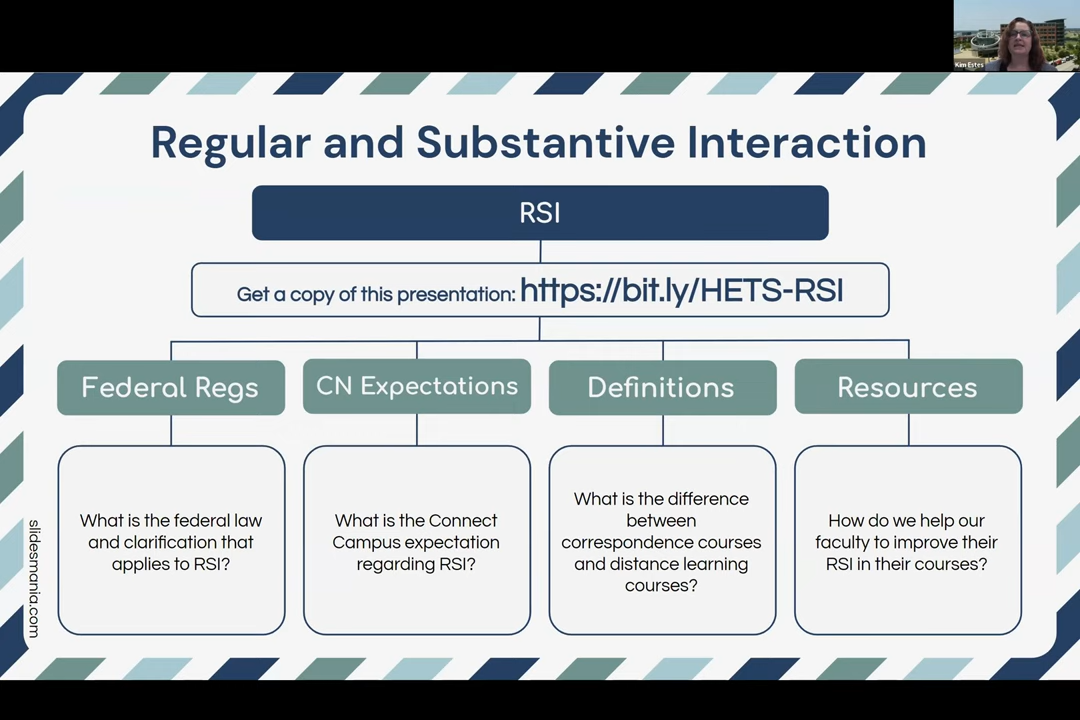 Kim Estes
Regular and Substantive Interaction
RSI
Get a copy of this presentation: https://bit.ly/HETS-RSI
Federal Regs
CN Expectations
Definitions
Resources
What is the federal law
and clarification that
applies to RSI?
What is the Connect
Campus expectation
regarding RSI?
What is the difference
between
correspondence courses
and distance learning
courses?
How do we help our
faculty to improve their
RSI in their courses?
slidesmania.com